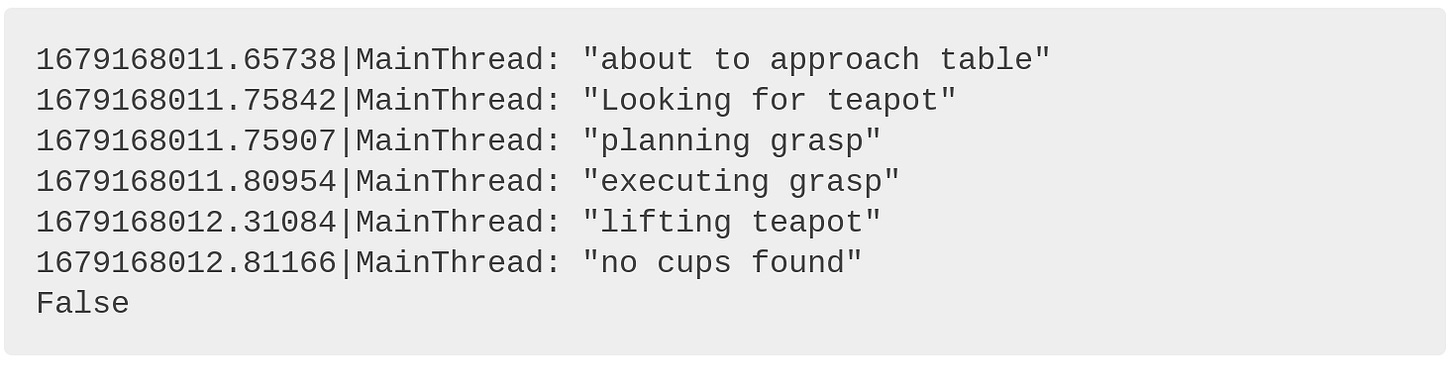 1679168011.65738|MainThread: "about to approach table"
1679168011.75842|MainThread: "Looking for teapot"
1679168011.75907|MainThread: "planning grasp"
1679168011.80954|MainThread: "executing grasp"
1679168012.31084|MainThread: "lifting teapot"
1679168012.81166|MainThread: "no cups found"
False